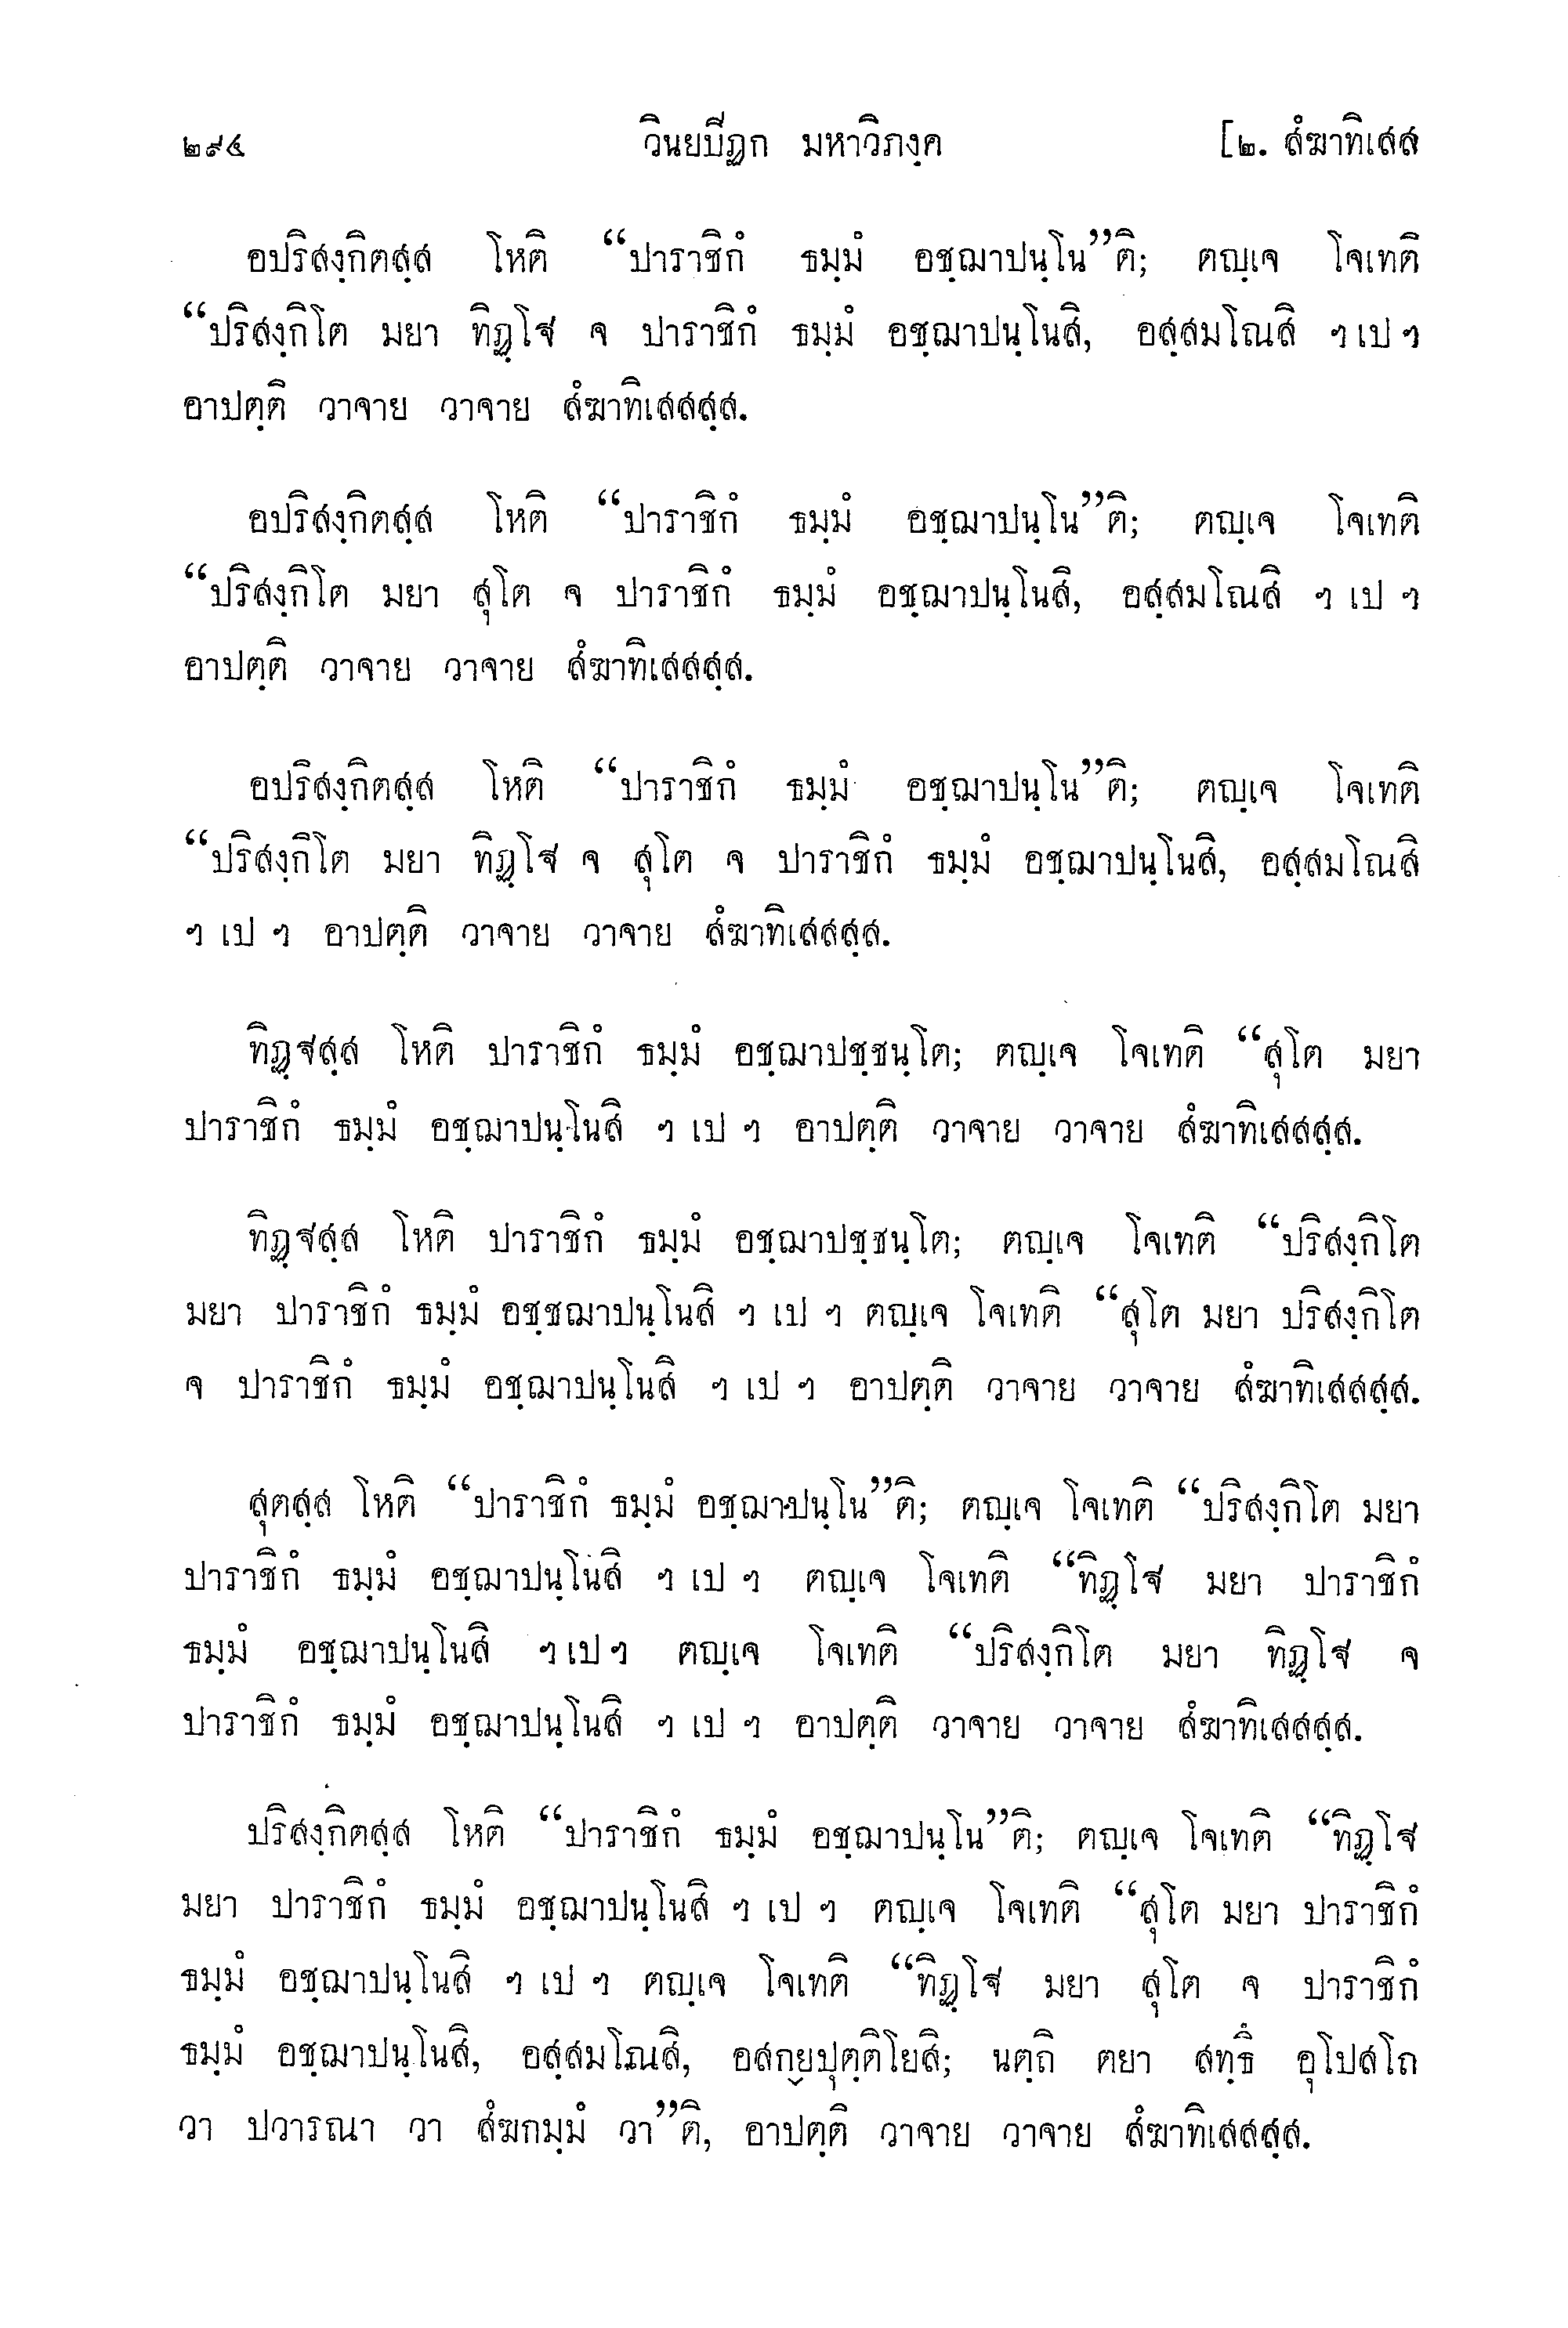 ๒๙๔ วินยปีฏก มหาวิภงฺค [๒. สํฆาทิเสส
อปริสงฺกิตสฺส โหติ “ปาราชิกํ ธมฺมํ อชฺฌาปนฺโน”ติ; ตญฺเจ โจเทติ
“ปริสงฺกิโต มยา ทิฏฺโฐ จ ปาราชิกํ ธมฺมํ อชฺฌาปนฺโนสิ, อสฺสมโณสิ ฯ เป ฯ
อาปตฺติ วาจาย วาจาย สํฆาทิเสสสฺส.
อปริสงฺกิตสฺส โหติ “ปาราชิกํ ธมฺมํ อชฺฌาปนฺโน”ติ; ตญฺเจ โจเทติ
“ปริสงฺกิโต มยา สุโต จ ปาราชิกํ ธมฺมํ อชฺฌาปนฺโนสิ, อสฺสมโณสิ ฯ เป ฯ
อาปตฺติ วาจาย วาจาย สํฆาทิเสสสฺส.
อปริสงฺกิตสฺส โหติ “ปาราชิกํ ธมฺมํ อชฺฌาปนฺโน”ติ; ตญฺเจ โจเทติ
“ปริสงฺกิโต มยา ทิฏฺโฐ จ สุโต จ ปาราชิกํ ธมฺมํ อชฺฌาปนฺโนสิ, อสฺสมโณสิ
ฯ เป ฯ อาปตฺติ วาจาย วาจาย สํฆาทิเสสสฺส.
ทิฏฺฐสฺส โหติ ปาราชิกํ ธมฺมํ อชฺฌาปชฺชนฺโต; ตญฺเจ โจเทติ “สุโต มยา
ปาราชิกํ ธมฺมํ อชฺฌาปนฺโนสิ ฯ เป ฯ อาปตฺติ วาจาย วาจาย สํฆาทิเสสสฺส.
ทิฏฺฐสฺส โหติ ปาราชิกํ ธมฺมํ อชฺฌาปชฺชนฺโต; ตญฺเจ โจเทติ “ปริสงฺกิโต
มยา ปาราชิกํ ธมฺมํ อชฺชฌาปนฺโนสิ ฯ เป ฯ ตญฺเจ โจเทติ “สุโต มยา ปริสงฺกิโต
จ ปาราชิกํ ธมฺมํ อชฺฌาปนฺโนสิ ฯ เป ฯ อาปตฺติ วาจาย วาจาย สํฆาทิเสสสฺส.
สุตสฺส โหติ “ปาราชิกํ ธมฺมํ อชฺฌาปนฺโน”ติ; ตญฺเจ โจเทติ “ปริสงฺกิโต มยา
ปาราชิกํ ธมฺมํ อชฺฌาปนฺโนสิ ฯ เป ฯ ตญฺเจ โจเทติ “ทิฏฺโฐ มยา ปาราชิกํ
ธมฺมํ อชฺฌาปนฺโนสิ ฯ เป ฯ ตญฺเจ โจเทติ “ปริสงฺกิโต มยา ทิฏฺโฐ จ
ปาราชิกํ ธมฺมํ อชฺฌาปนฺโนสิ ฯ เป ฯ อาปตฺติ วาจาย วาจาย สํฆาทิเสสสฺส.
ปริสงฺกิตสฺส โหติ “ปาราชิกํ ธมฺมํ อชฺฌาปนฺโน”ติ; ตญฺเจ โจเทติ “ทิฏฺโฐ
มยา ปาราชิกํ ธมฺมํ อชฺฌาปนฺโนสิ ฯ เป ฯ ตญฺเจ โจเทติ “สุโต มยา ปาราชิกํ
ธมฺมํ อชฺฌาปนฺโนสิ ฯ เป ฯ ตญฺเจ โจเทติ “ทิฏฺโฐ มยา สุโต จ ปาราชิกํ
ธมฺมํ อชฺฌาปนฺโนสิ, อสฺสมโณสิ, อสกฺยปุตฺติโยสิ; นตฺถิ ตยา สทฺธึ อุโปสโถ
วา ปวารณา วา สํฆกมฺมํ วา”ติ, อาปตฺติ วาจาย วาจาย สํฆาทิเสสสฺส.